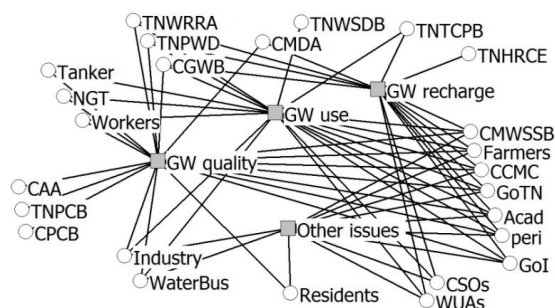 TNWRRA
TNWSDB
TNTCPB
TNPWD
CMDA
TNHRCE
CGWB
Tanker
NGT
GW recharge
Workers
GW use
CMWSSB
Farmers
GW quality
CCMC
CAA
GoTN
TNPCB
Acad
CPCB
Other issues
peri
Industry
GoI
WaterBus
CSOs
Residents
WUAs